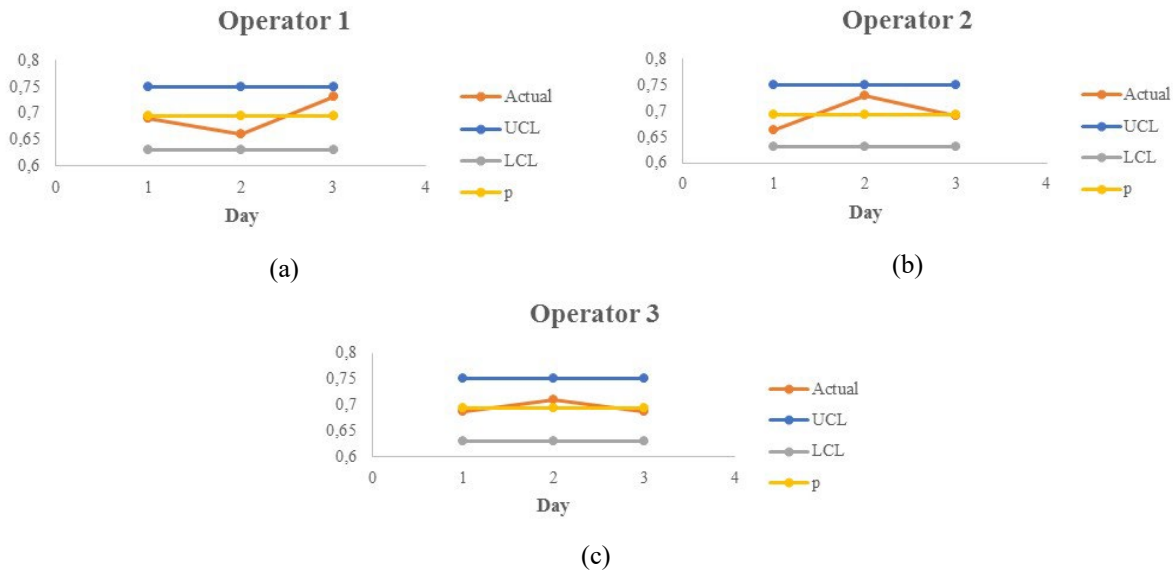 Operator 1
0,8
0,75
0,7
0,65
0,6
0
1
2
3
4
Day
Actual
UCL
LCL
p
(a)
Operator 2
0,8
0,75
0,7
0,65
0,6
0
1
2
3
4
Day
Actual
UCL
LCL
p
(b)
Operator 3
0,8
0,75
0,7
0,65
0,6
0
1
2
3
4
Day
Actual
UCL
LCL
p
(c)